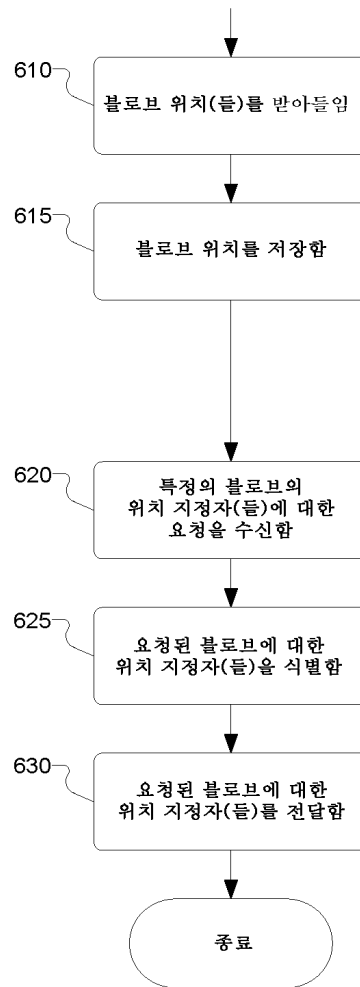 610
블로브 위치(들)를 받아들임
615
블로브 위치를 저장함
620
특정의 블로브의
위치 지정자(들)에 대한
요청을 수신함
625
요청된 블로브에 대한
위치 지정자(들)을 식별함
630
요청된 블로브에 대한
위치 지정자(들)를 전달함
종료